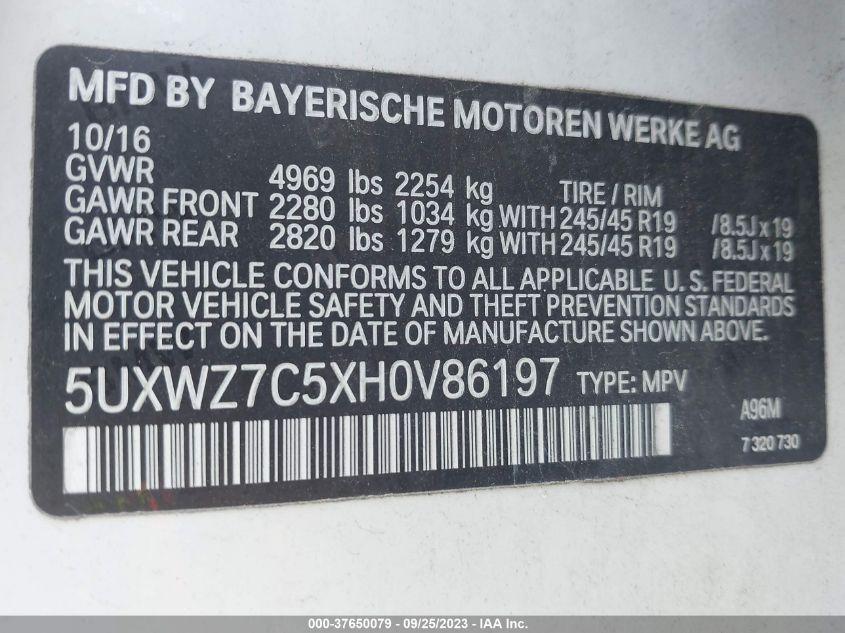 MFD BY BAYERISCHE MOTOREN WERKE AG
10/16
GVWR 4969 lbs 2254 kg TIRE / RIM
GAWR FRONT 2280 lbs 1034 kg WITH 245/45 R19 /8.5J x 19
GAWR REAR 2820 lbs 1279 kg WITH 245/45 R19 /8.5J x 19
THIS VEHICLE CONFORMS TO ALL APPLICABLE U. S. FEDERAL
MOTOR VEHICLE SAFETY AND THEFT PREVENTION STANDARDS
IN EFFECT ON THE DATE OF MANUFACTURE SHOWN ABOVE.
5UXWZ7C5XH0V86197 TYPE: MPV
A96M
7 320 730
000-37650079 - 09/25/2023 - IAA Inc.